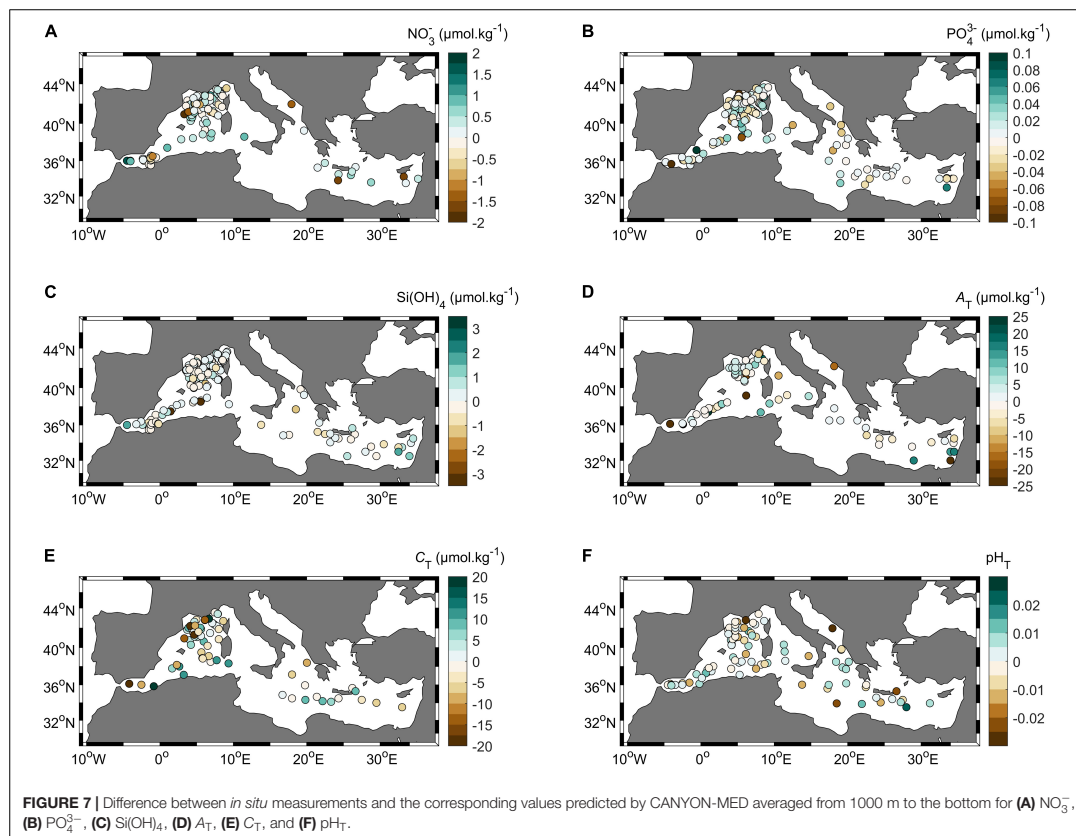 A
NO₃⁻ (µmol.kg⁻¹)
44°N
40°N
36°N
32°N
10°W 0° 10°E 20°E 30°E
2
1.5
1
0.5
0
-0.5
-1
-1.5
-2
B
PO₄³⁻ (µmol.kg⁻¹)
44°N
40°N
36°N
32°N
10°W 0° 10°E 20°E 30°E
0.1
0.08
0.06
0.04
0.02
0
-0.02
-0.04
-0.06
-0.08
-0.1
C
Si(OH)₄ (µmol.kg⁻¹)
44°N
40°N
36°N
32°N
10°W 0° 10°E 20°E 30°E
3
2
1
0
-1
-2
-3
D
A_T (µmol.kg⁻¹)
44°N
40°N
36°N
32°N
10°W 0° 10°E 20°E 30°E
25
20
15
10
5
0
-5
-10
-15
-20
-25
E
C_T (µmol.kg⁻¹)
44°N
40°N
36°N
32°N
10°W 0° 10°E 20°E 30°E
20
15
10
5
0
-5
-10
-15
-20
F
pH_T
44°N
40°N
36°N
32°N
10°W 0° 10°E 20°E 30°E
0.02
0.01
0
-0.01
-0.02
FIGURE 7 | Difference between in situ measurements and the corresponding values predicted by CANYON-MED averaged from 1000 m to the bottom for (A) NO₃⁻,
(B) PO₄³⁻, (C) Si(OH)₄, (D) A_T, (E) C_T, and (F) pH_T.